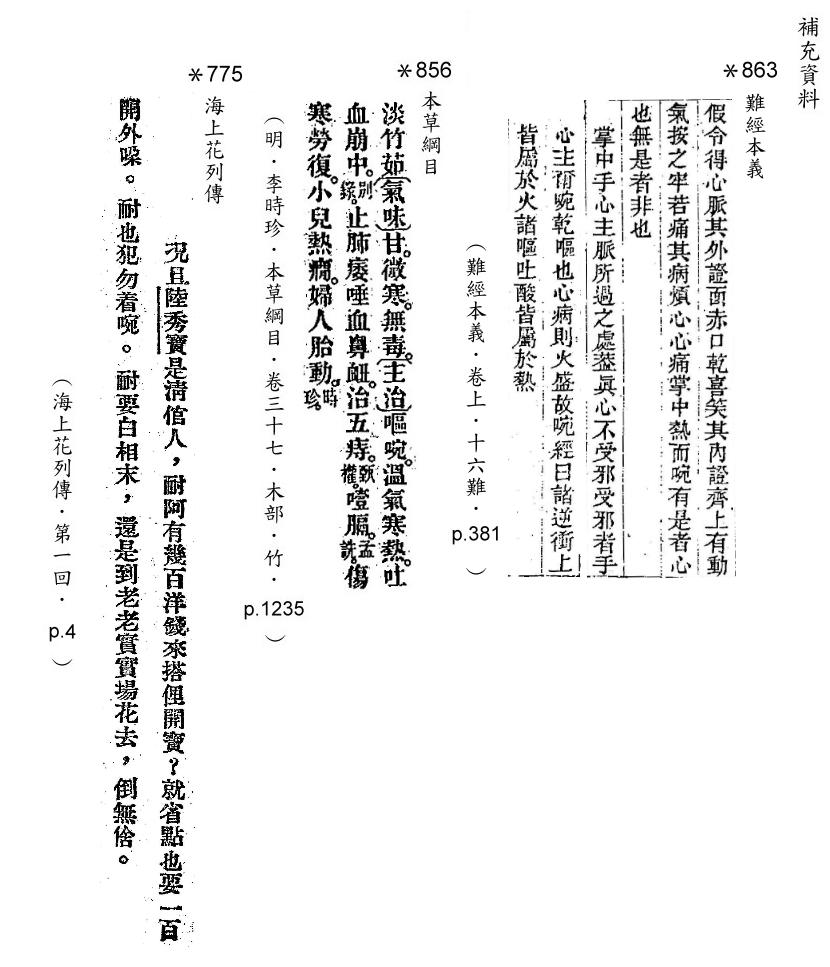 補充資料
*863
難經本義
假令得心脈其外證面赤口乾喜笑其內證齊上有動
氣按之牢若痛其病煩心心痛掌中熱而啘有是者心
也無是者非也
掌中手心主脈所過之處蓋眞心不受邪受邪者手
心主爾啘乾嘔也心病則火盛故啘經曰諸逆衝上
皆屬於火諸嘔吐酸皆屬於熱
(難經本義．卷上．十六難．p.381)
*856
本草綱目
淡竹茹(氣味)甘。微寒。無毒。(主治)嘔啘。溫氣寒熱。吐
血崩中。別錄。止肺痿唾血鼻衄。治五痔。甄權。噎膈。孟詵。傷
寒勞復。小兒熱癇。婦人胎動。時珍。
(明．李時珍．本草綱目．卷三十七．木部．竹．p.1235)
*775
海上花列傳
況且陸秀寶是清倌人，耐阿有幾百洋錢來搭俚開寶？就省點也要一百
開外㗎。耐也犯勿着啘。耐要白相末，還是到老老實實場花去，倒無啥。
(海上花列傳．第一回．p.4)